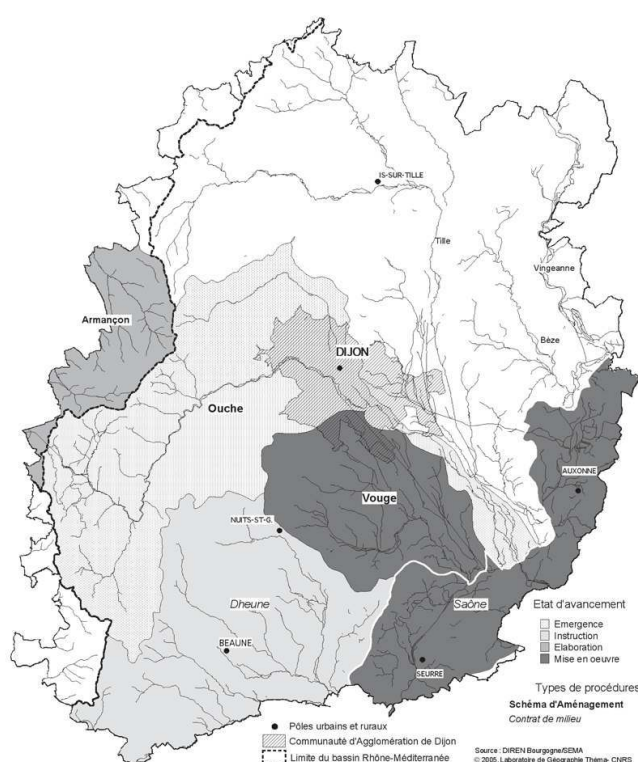 IS-SUR-TILLE
Tille
Vingeanne
Armançon
Bèze
DIJON
Ouche
AUXONNE
Vouge
NUITS-ST-G.
Dheune
Saône
BEAUNE
SEURRE
Etat d'avancement
Emergence
Instruction
Elaboration
Mise en oeuvre
Types de procédures
Schéma d'Aménagement
Contrat de milieu
Pôles urbains et ruraux
Communauté d'Agglomération de Dijon
Limite du bassin Rhône-Méditerranée
Source : DIREN Bourgogne/SEMA
© 2005, Laboratoire de Géographie Théma- CNRS